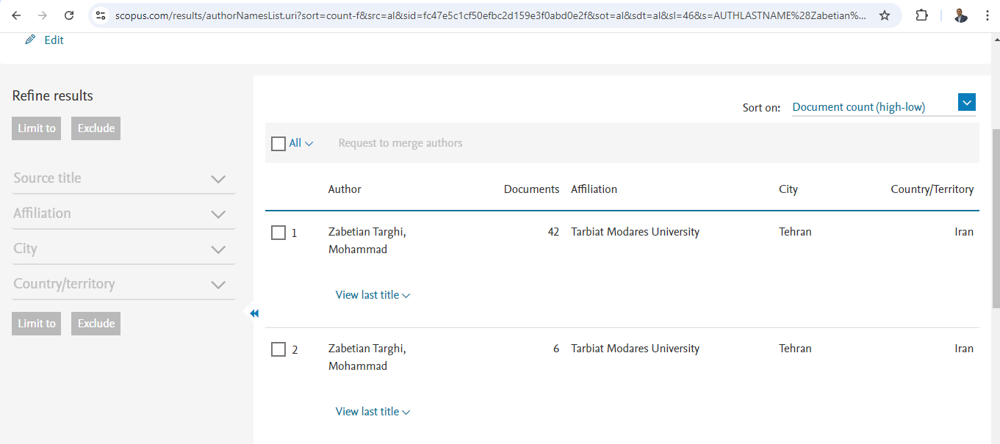 scopus.com/results/authorNamesList.uri?sort=count-f&src=al&sid=fc47e5c1cf50efbc2d159e3f0abd0e2f&sot=al&sdt=al&sl=46&s=AUTHLASTNAME%28Zabetian%...
Edit
Refine results
Limit to Exclude
Source title
Affiliation
City
Country/territory
Limit to Exclude
Sort on: Document count (high-low)
All Request to merge authors
Author Documents Affiliation City Country/Territory
1 Zabetian Targhi, 42 Tarbiat Modares University Tehran Iran
Mohammad
View last title
2 Zabetian Targhi, 6 Tarbiat Modares University Tehran Iran
Mohammad
View last title